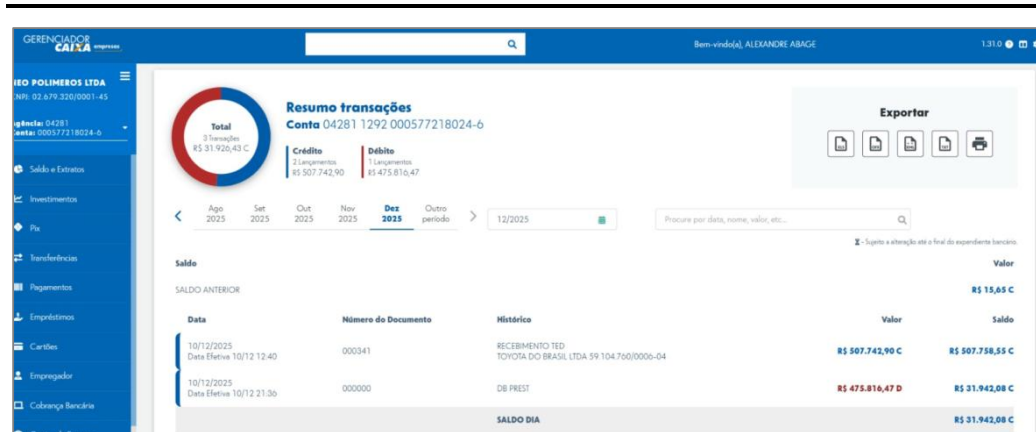 GERENCIADOR
CAIXA empresas
Bem-vindo(a), ALEXANDRE ABAGE
1.31.0
NEO POLIMEROS LTDA
CNPJ: 02.679.320/0001-45
Agência: 04281
Conta: 000577218024-6
Saldo e Extratos
Investimentos
Pix
Transferências
Pagamentos
Empréstimos
Cartões
Empregador
Cobrança Bancária
Total
3 Transações
R$ 31.926,43 C
Resumo transações
Conta 04281 1292 000577218024-6
Crédito
2 Lançamentos
R$ 507.742,90
Débito
1 Lançamentos
R$ 475.816,47
Exportar
Ago 2025
Set 2025
Out 2025
Nov 2025
Dez 2025
Outro período
12/2025
Procure por data, nome, valor, etc...
- Sujeito a alteração até o final do expediente bancário.
Saldo Valor
SALDO ANTERIOR R$ 15,65 C
Data Número do Documento Histórico Valor Saldo
10/12/2025
Data Efetiva 10/12 12:40
000341
RECEBIMENTO TED
TOYOTA DO BRASIL LTDA 59.104.760/0006-04
R$ 507.742,90 C R$ 507.758,55 C
10/12/2025
Data Efetiva 10/12 21:36
000000
DB PREST
R$ 475.816,47 D R$ 31.942,08 C
SALDO DIA R$ 31.942,08 C